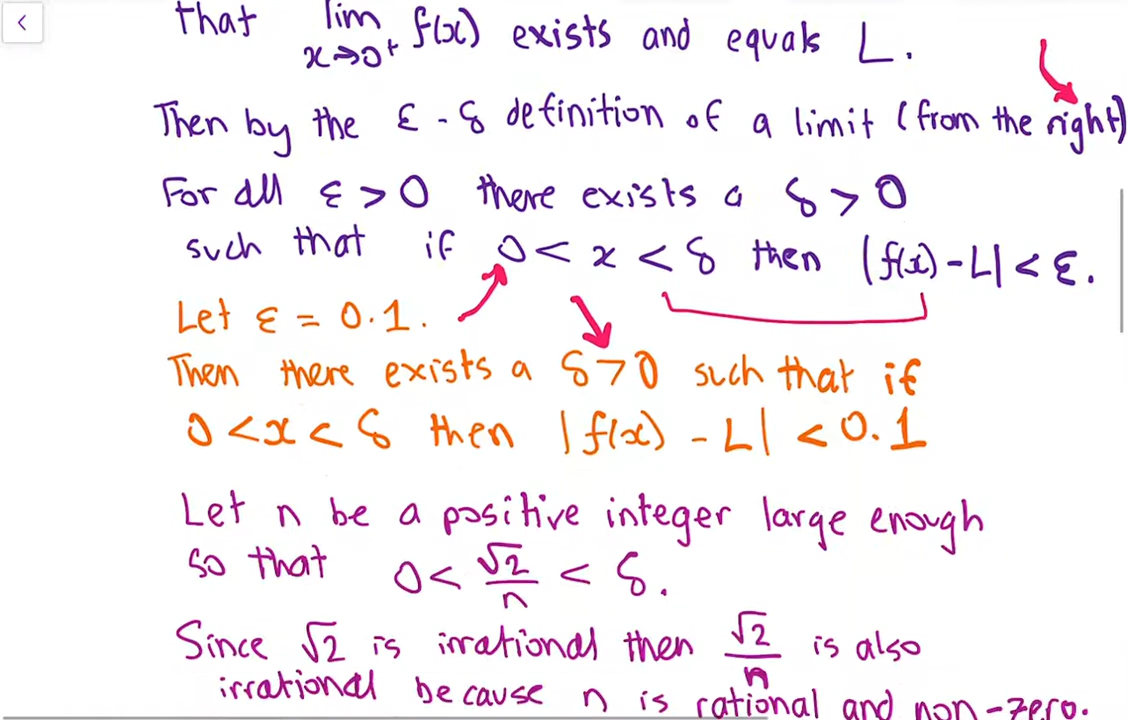 that lim x→0⁺ f(x) exists and equals L.
Then by the ε-δ definition of a limit (from the right)
For all ε > 0 there exists a δ > 0
such that if 0 < x < δ then |f(x) - L| < ε.
Let ε = 0.1.
Then there exists a δ > 0 such that if
0 < x < δ then |f(x) - L| < 0.1
Let n be a positive integer large enough
so that 0 < √2/n < δ.
Since √2 is irrational then √2/n is also
irrational because n is rational and non-zero.